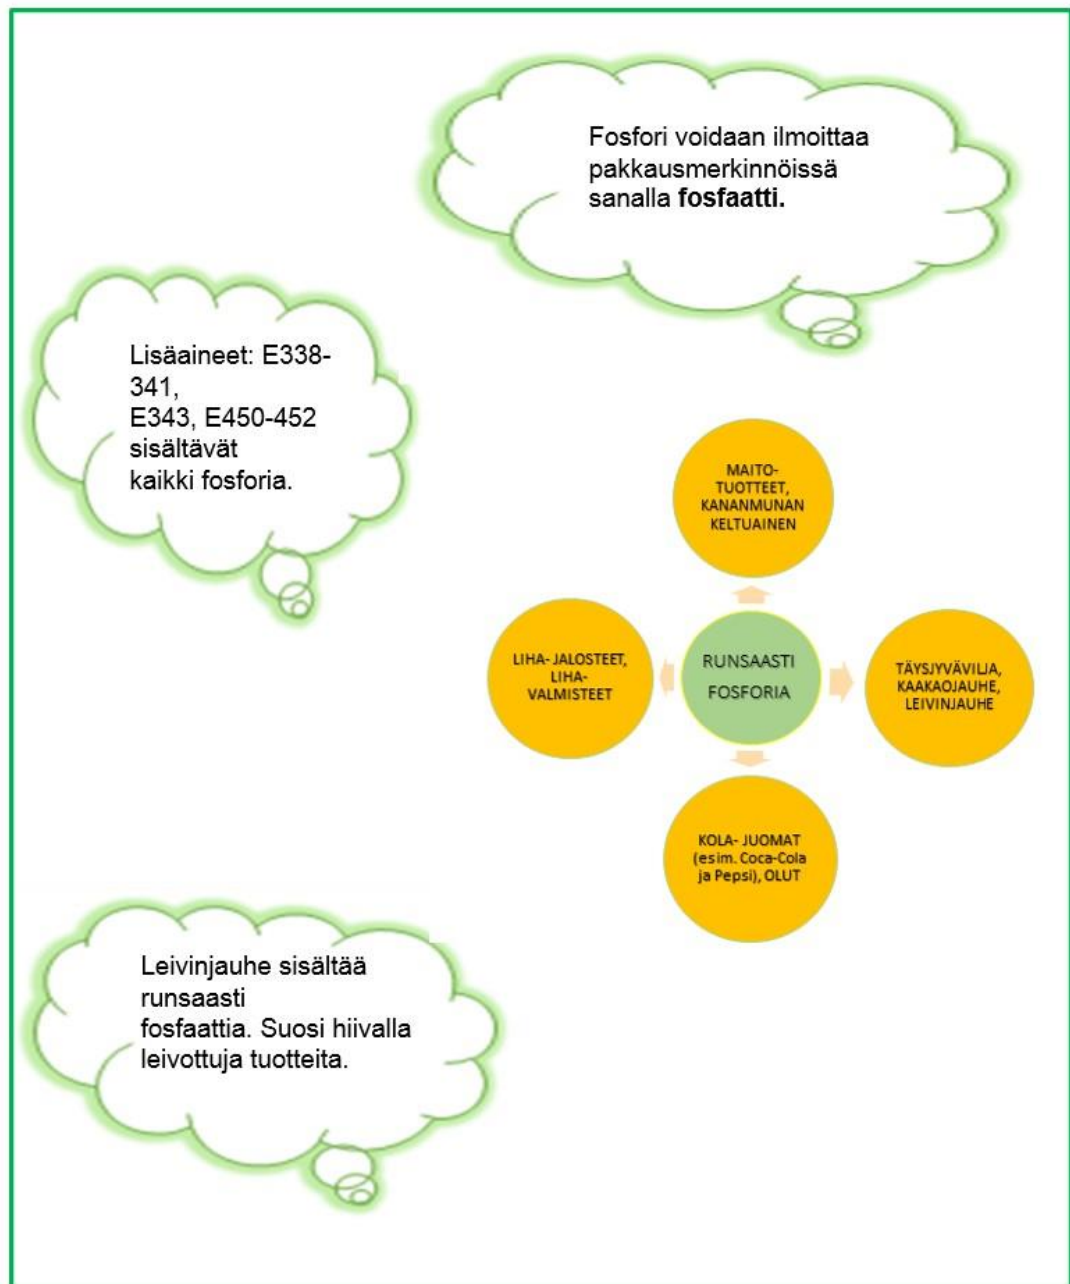 Fosfori voidaan ilmoittaa
pakkausmerkinnöissä
sanalla fosfaatti.
Lisäaineet: E338-
341,
E343, E450-452
sisältävät
kaikki fosforia.
MAITO-
TUOTTEET,
KANANMUNAN
KELTUAINEN
LIHA- JALOSTEET,
LIHA-
VALMISTEET
RUNSAASTI
FOSFORIA
TÄYSJYVÄVILJA,
KAAKAOJAUHE,
LEIVINJAUHE
KOLA- JUOMAT
(esim. Coca-Cola
ja Pepsi), OLUT
Leivinjauhe sisältää
runsaasti
fosfaattia. Suosi hiivalla
leivottuja tuotteita.